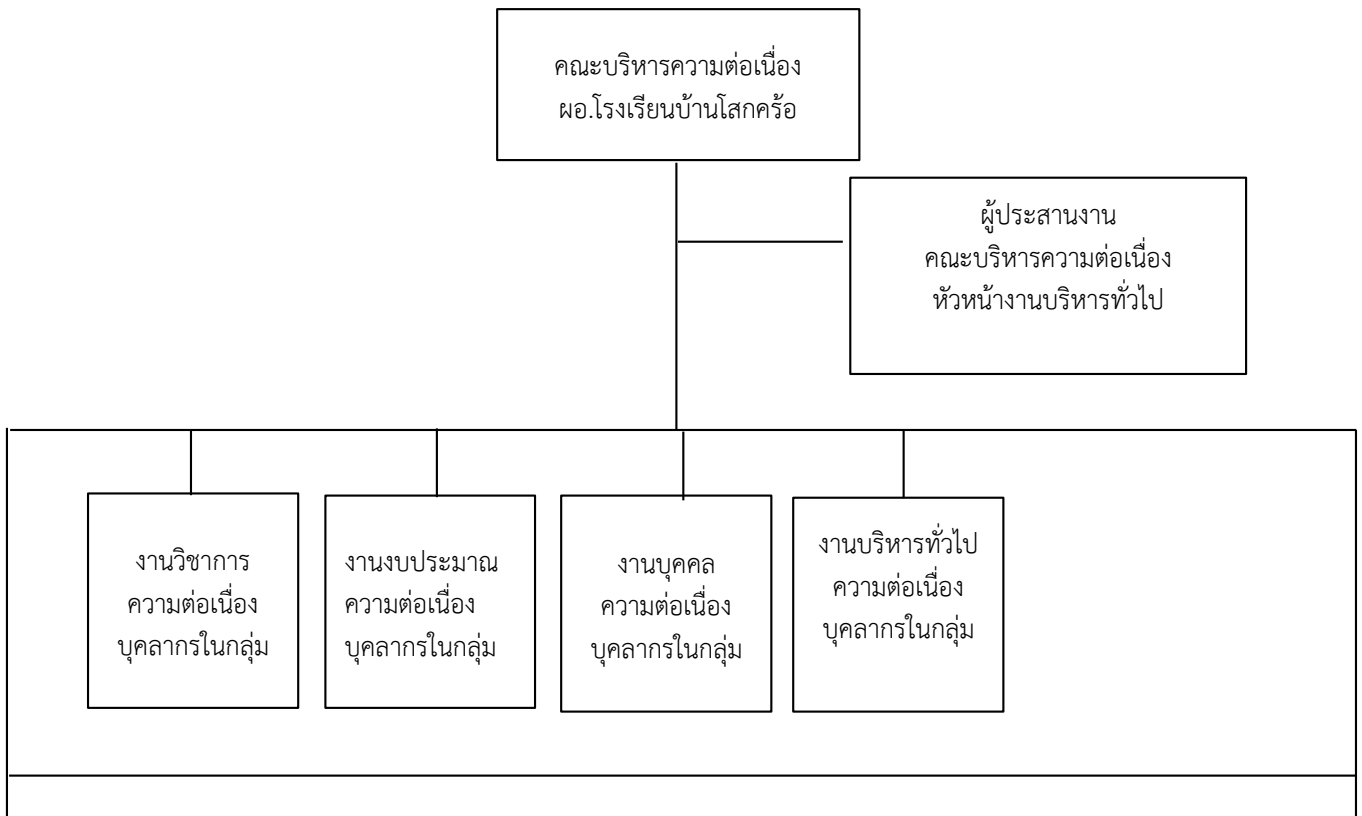 คณะบริหารความต่อเนื่อง
ผอ.โรงเรียนบ้านโสกคร้อ
ผู้ประสานงาน
คณะบริหารความต่อเนื่อง
หัวหน้างานบริหารทั่วไป
งานวิชาการ
ความต่อเนื่อง
บุคลากรในกลุ่ม
งานงบประมาณ
ความต่อเนื่อง
บุคลากรในกลุ่ม
งานบุคคล
ความต่อเนื่อง
บุคลากรในกลุ่ม
งานบริหารทั่วไป
ความต่อเนื่อง
บุคลากรในกลุ่ม